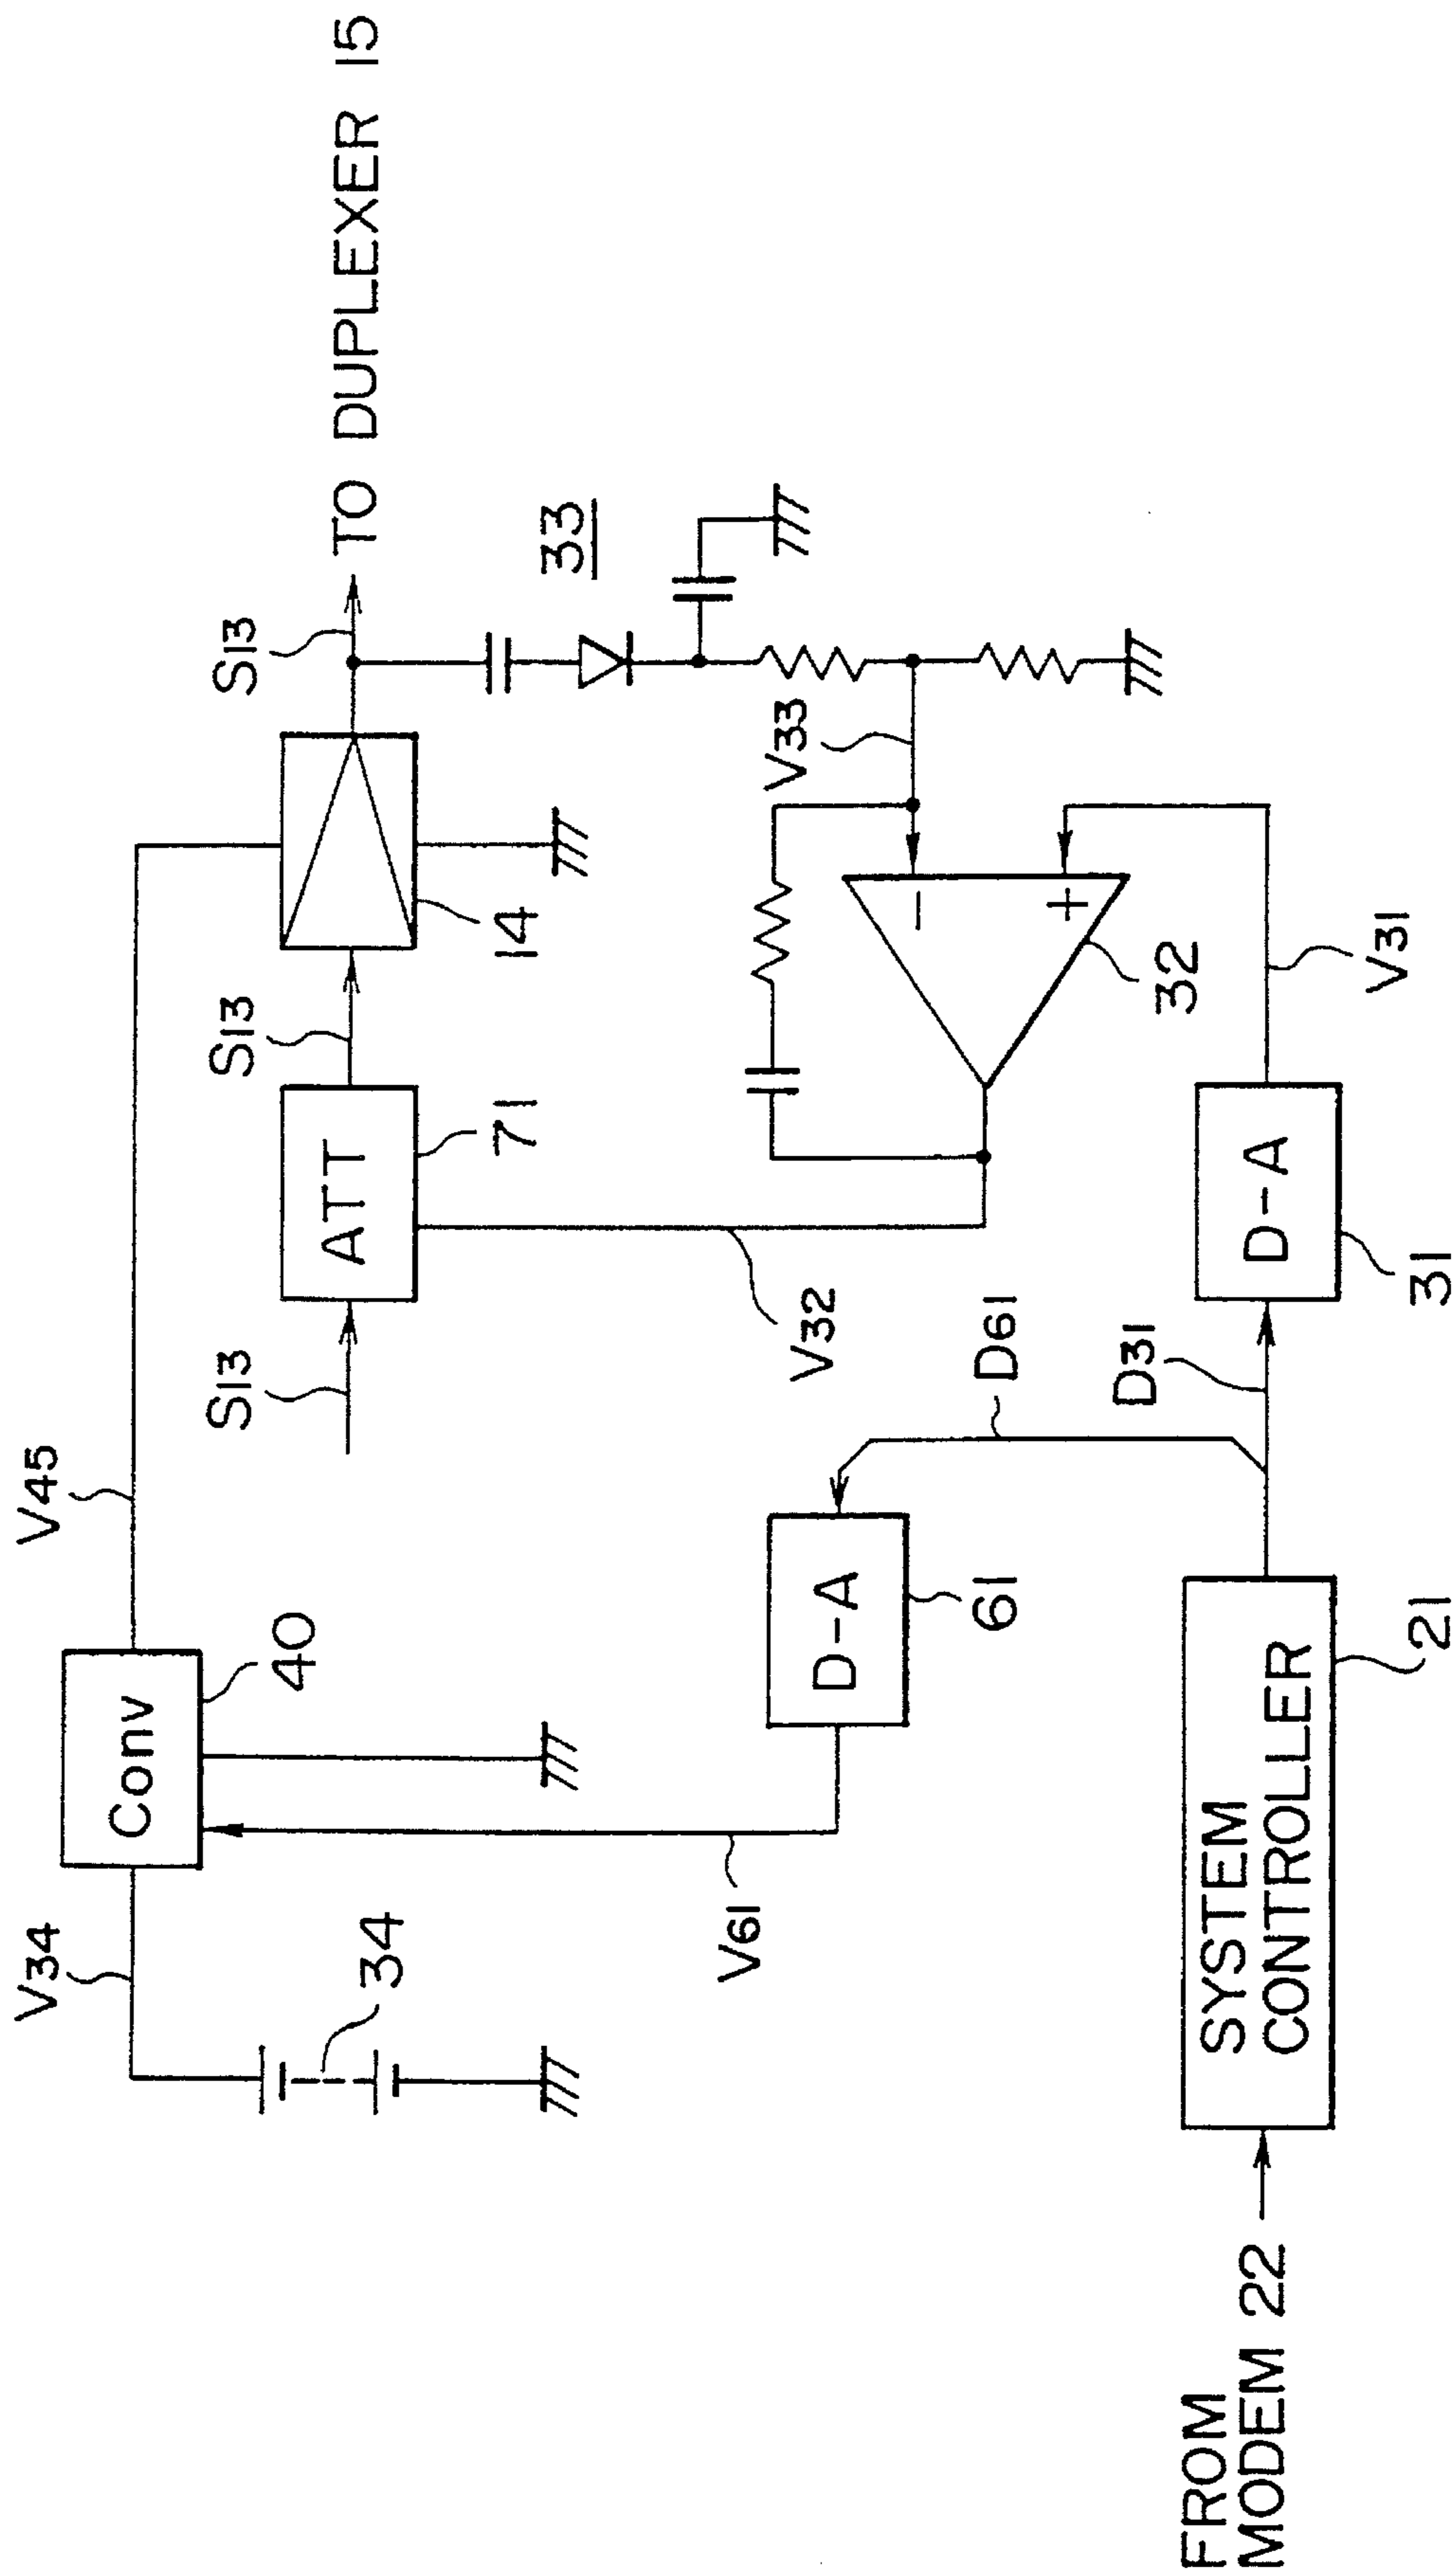 V34
V45
Conv
40
34
S13
S13
S13
TO DUPLEXER 15
ATT
71
14
33
V61
V32
V33
D-A
61
D61
−
+
32
FROM
MODEM 22
SYSTEM
CONTROLLER
21
D31
D-A
31
V31